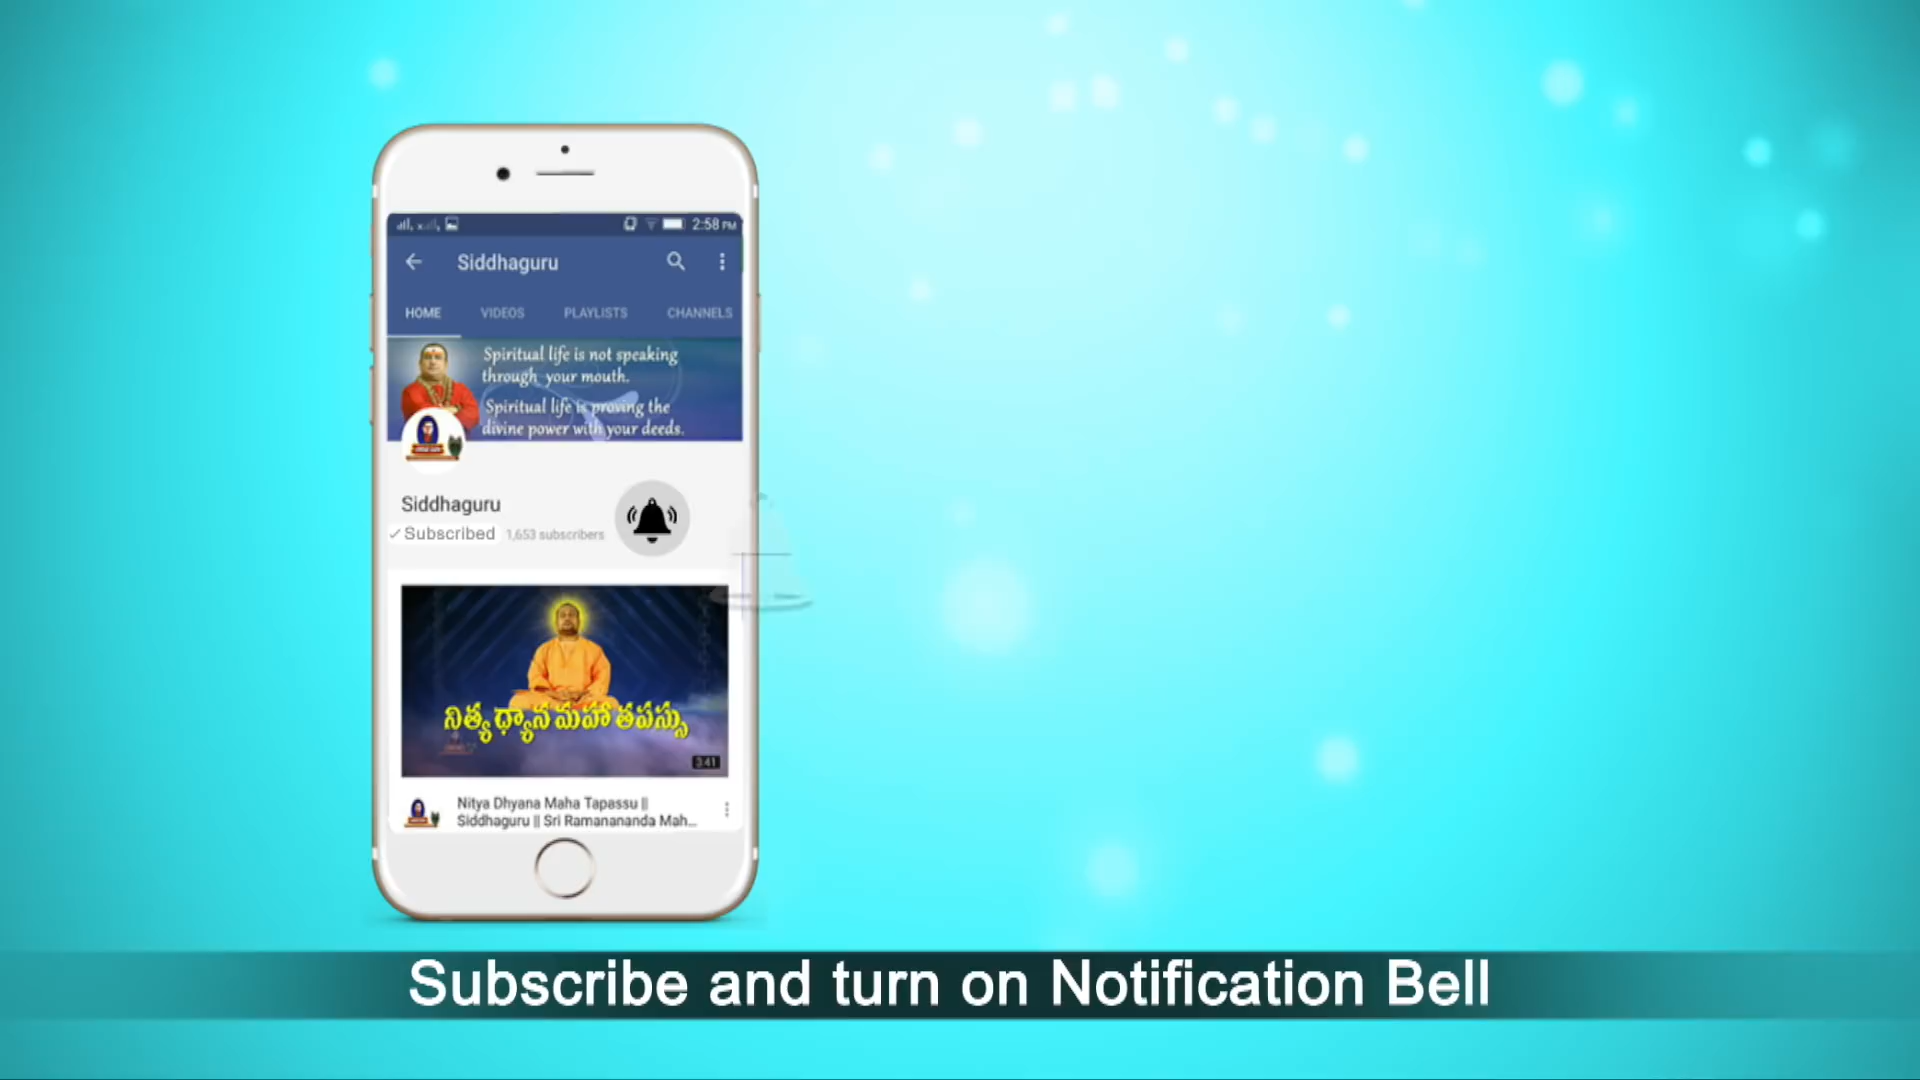 2:58 PM
Siddhaguru
HOME VIDEOS PLAYLISTS CHANNELS
Spiritual life is not speaking
through your mouth.
Spiritual life is proving the
divine power with your deeds.
Siddhaguru
Subscribed 1,653 subscribers
నిత్య ధ్యాన మహా తపస్సు
3:41
Nitya Dhyana Maha Tapassu ||
Siddhaguru || Sri Ramanananda Mah...
Subscribe and turn on Notification Bell